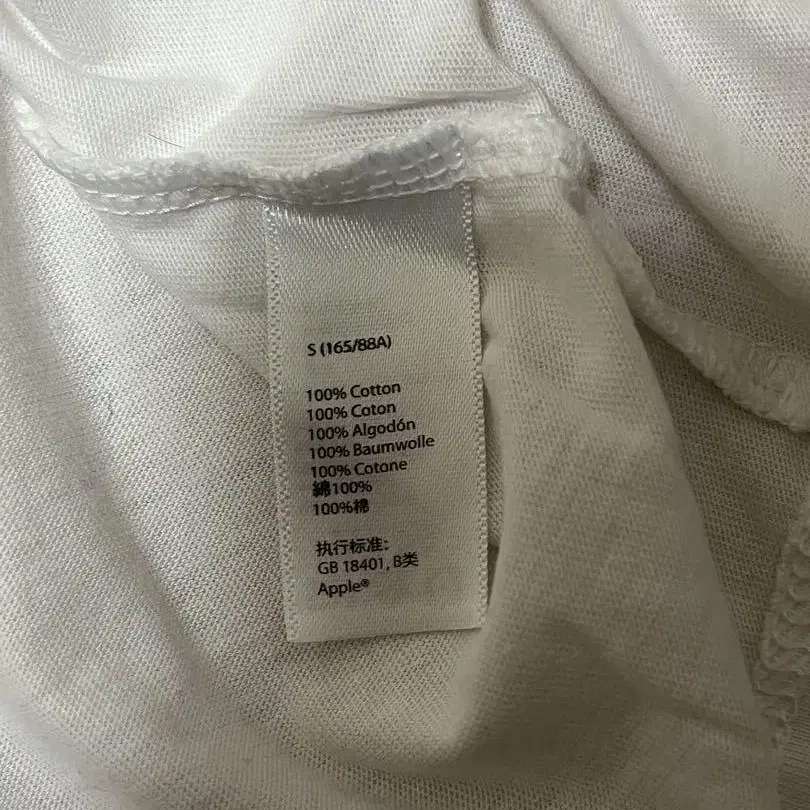 S (165/88A)
100% Cotton
100% Coton
100% Algodón
100% Baumwolle
100% Cotone
綿100%
100%棉
执行标准：
GB 18401, B类
Apple®